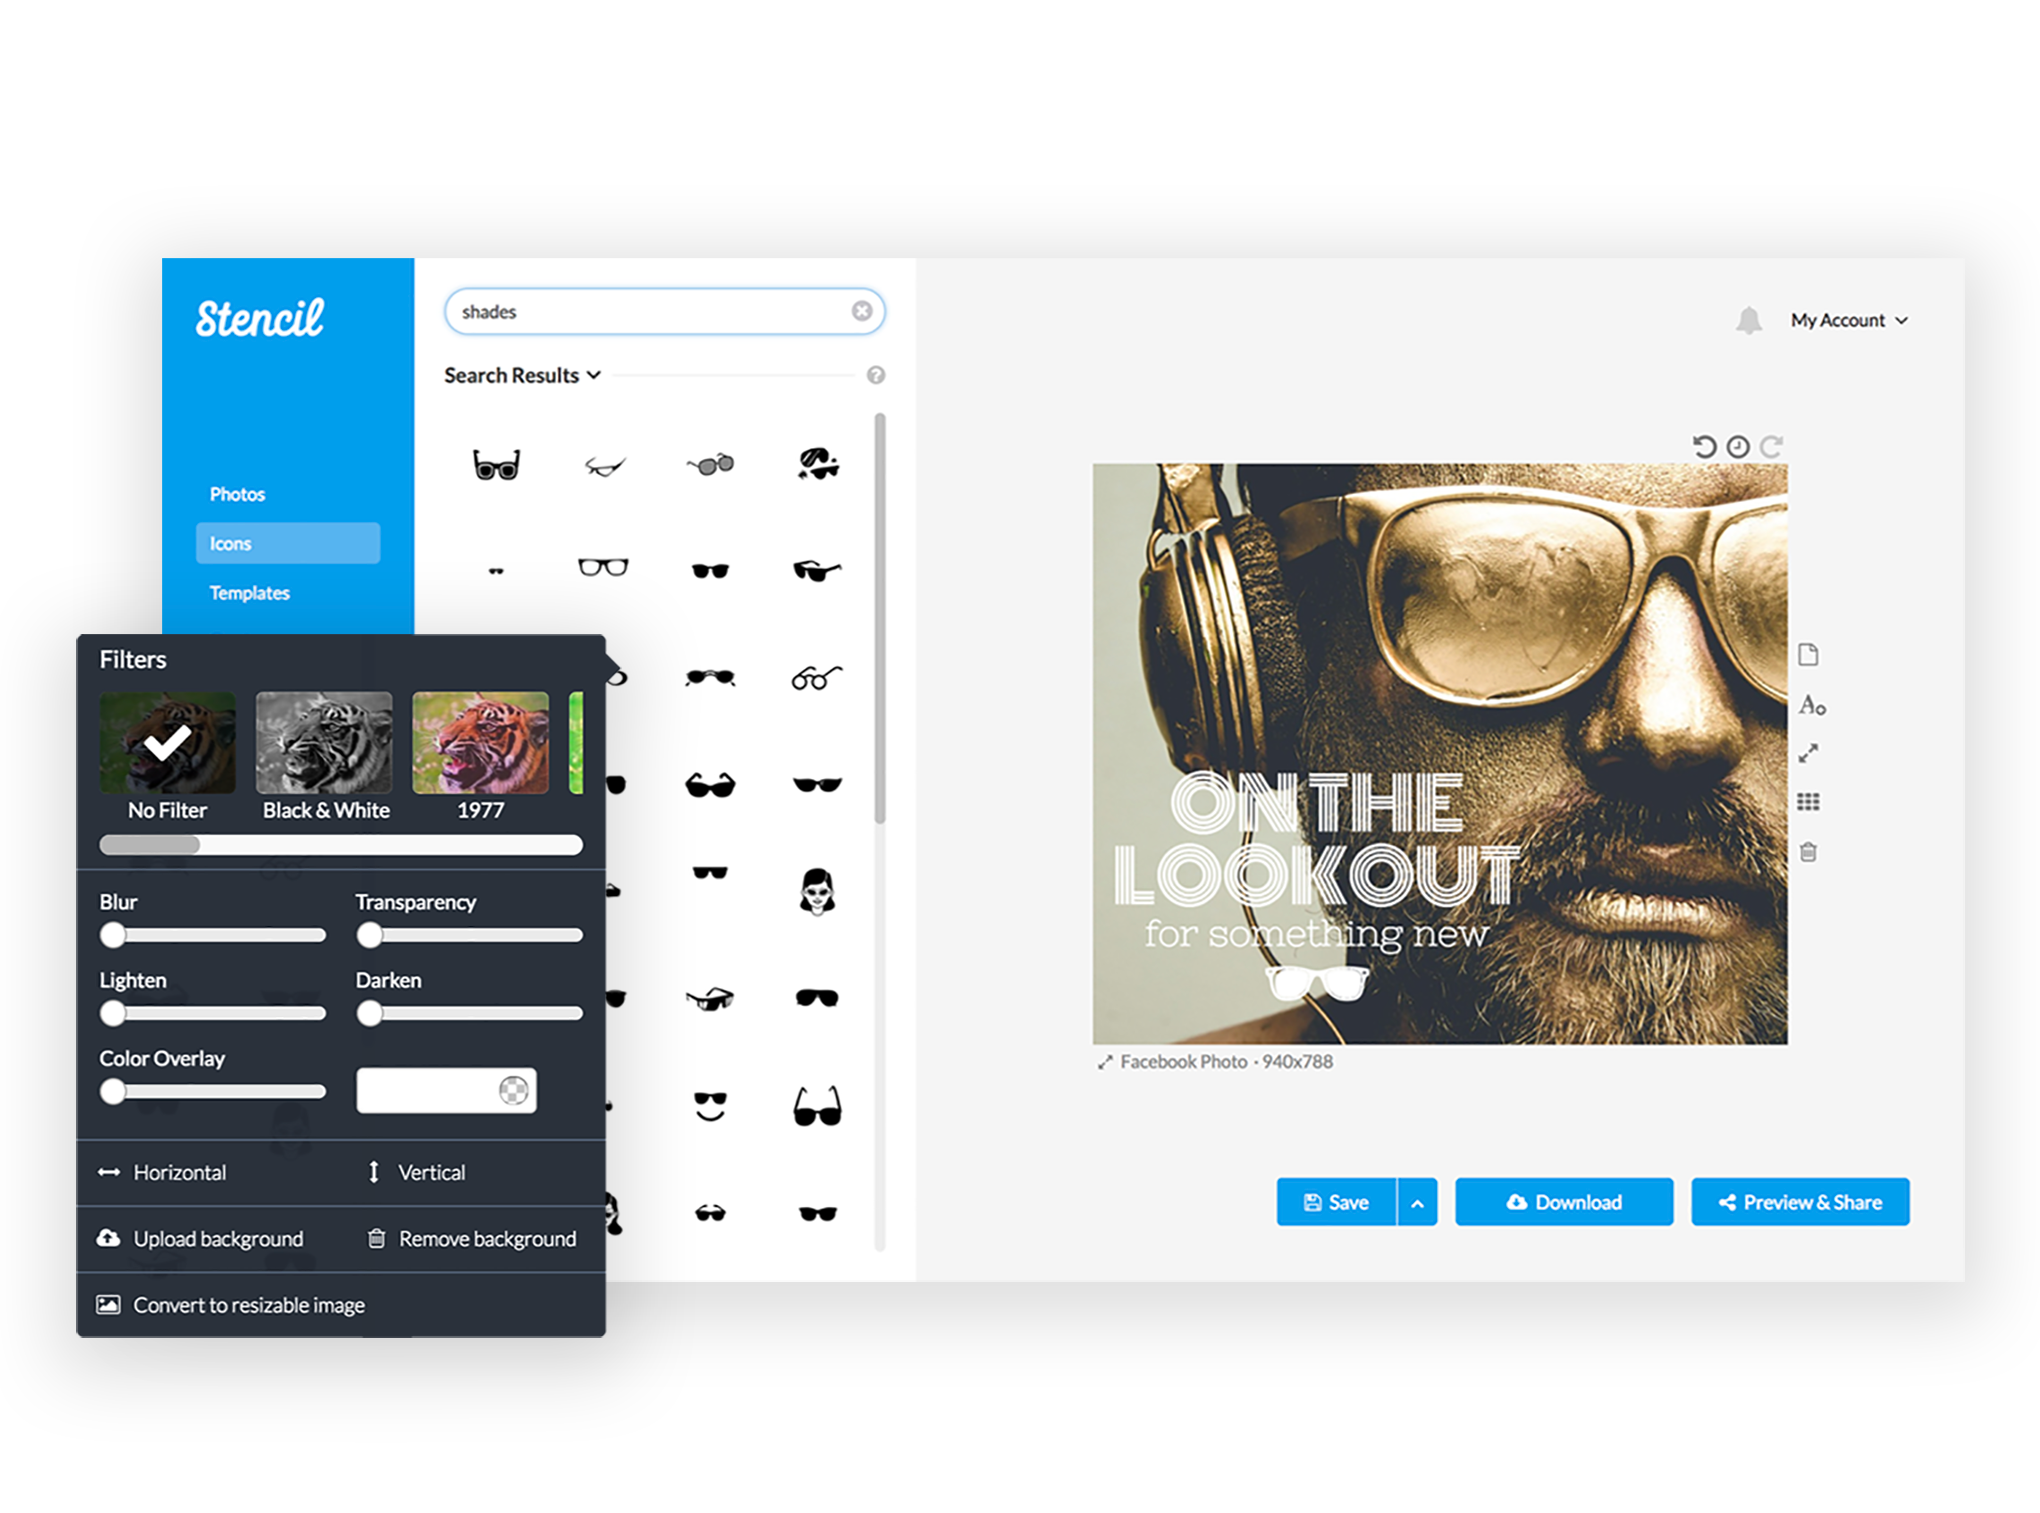 Stencil
Photos
Icons
Templates
shades
Search Results
My Account
Filters
No Filter
Black & White
1977
Blur
Transparency
Lighten
Darken
Color Overlay
Horizontal
Vertical
Upload background
Remove background
Convert to resizable image
ON THE
LOOKOUT
for something new
Facebook Photo · 940x788
Save
Download
Preview & Share